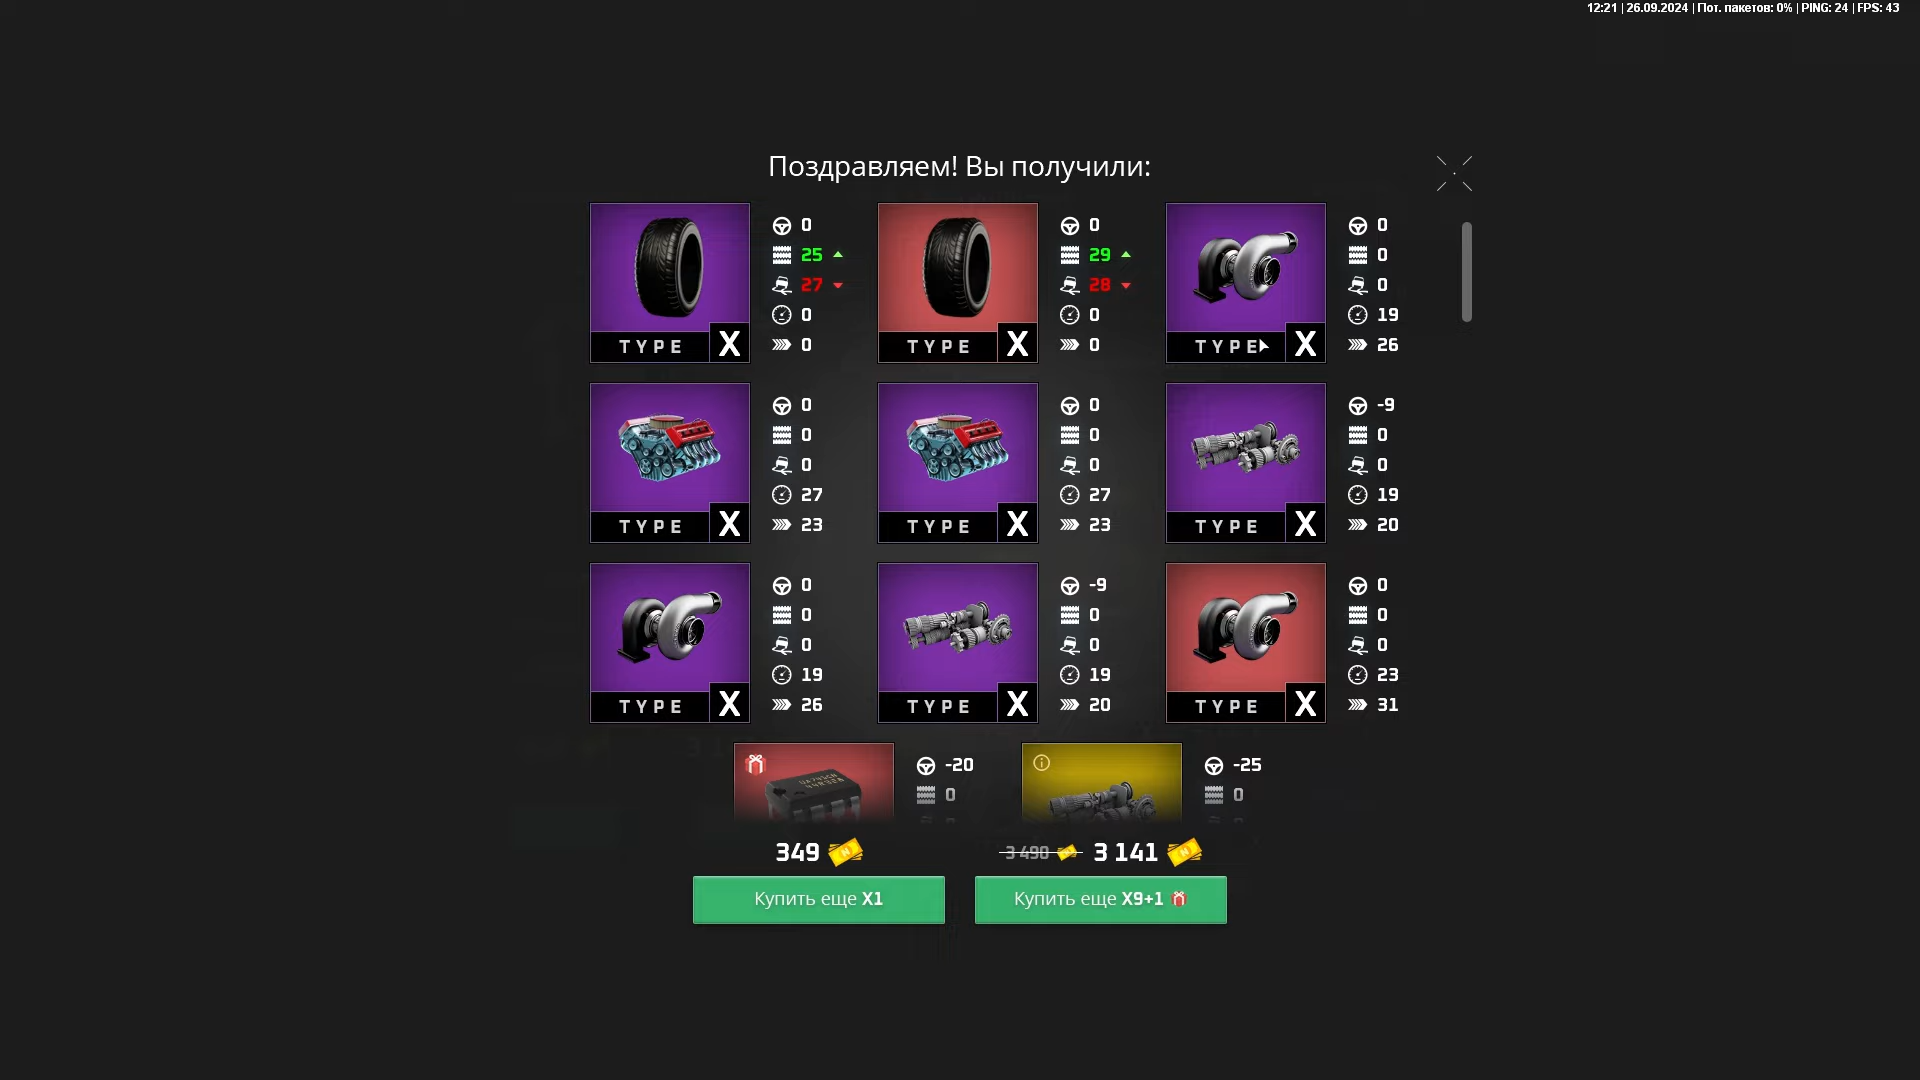 12:21 | 26.09.2024 | Пот. пакетов: 0% | PING: 24 | FPS: 43
Поздравляем! Вы получили:
0 0 0
25 29 0
27 28 0
0 0 19
TYPE X 0 TYPE X 0 TYPE X 26
0 0 -9
0 0 0
0 0 0
27 27 19
TYPE X 23 TYPE X 23 TYPE X 20
0 -9 0
0 0 0
0 0 0
19 19 23
TYPE X 26 TYPE X 20 TYPE X 31
-20 -25
0 0
349 3 490 3 141
Купить еще X1 Купить еще X9+1